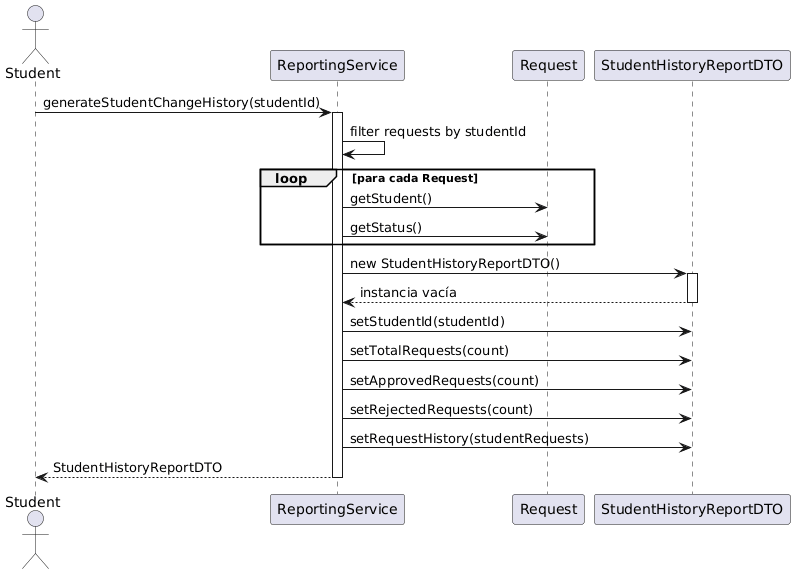 Student
ReportingService
Request
StudentHistoryReportDTO
generateStudentChangeHistory(studentId)
filter requests by studentId
loop
[para cada Request]
getStudent()
getStatus()
new StudentHistoryReportDTO()
instancia vacía
setStudentId(studentId)
setTotalRequests(count)
setApprovedRequests(count)
setRejectedRequests(count)
setRequestHistory(studentRequests)
StudentHistoryReportDTO
Student
ReportingService
Request
StudentHistoryReportDTO